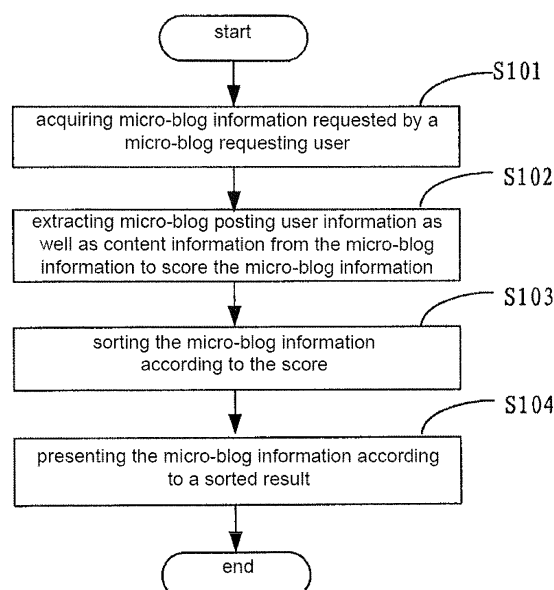 start
S101
acquiring micro-blog information requested by a
micro-blog requesting user
S102
extracting micro-blog posting user information as
well as content information from the micro-blog
information to score the micro-blog information
S103
sorting the micro-blog information
according to the score
S104
presenting the micro-blog information according
to a sorted result
end